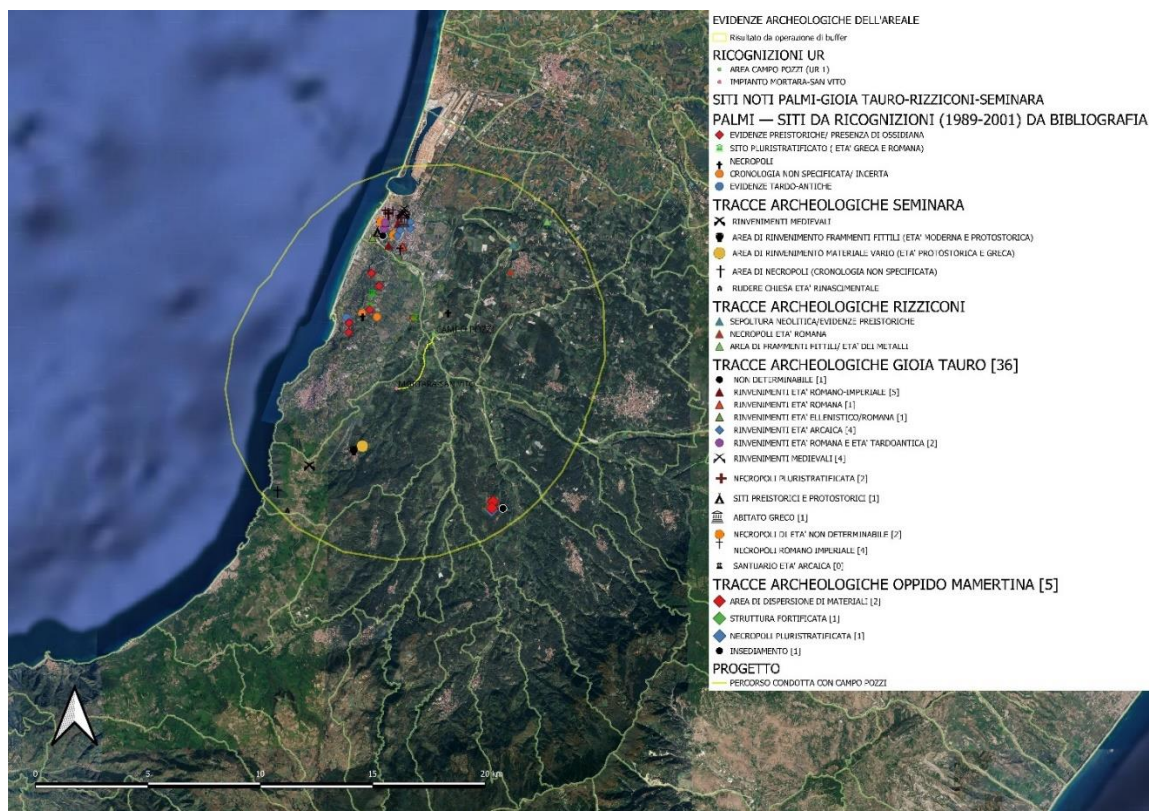 EVIDENZE ARCHEOLOGICHE DELL'AREALE
Risultato da operazione di buffer
RICOGNIZIONI UR
AREA CAMPO POZZI (UR 1)
IMPIANTO MORTARA-SAN VITO
SITI NOTI PALMI-GIOIA TAURO-RIZZICONI-SEMINARA
PALMI — SITI DA RICOGNIZIONI (1989-2001) DA BIBLIOGRAFIA
EVIDENZE PREISTORICHE/ PRESENZA DI OSSIDIANA
SITO PLURISTRATIFICATO ( ETA' GRECA E ROMANA)
NECROPOLI
CRONOLOGIA NON SPECIFICATA/ INCERTA
EVIDENZE TARDO-ANTICHE
TRACCE ARCHEOLOGICHE SEMINARA
RINVENIMENTI MEDIEVALI
AREA DI RINVENIMENTO FRAMMENTI FITTILI (ETA' MODERNA E PROTOSTORICA)
AREA DI RINVENIMENTO MATERIALE VARIO (ETA' PROTOSTORICA E GRECA)
AREA DI NECROPOLI (CRONOLOGIA NON SPECIFICATA)
RUDERE CHIESA ETA' RINASCIMENTALE
TRACCE ARCHEOLOGICHE RIZZICONI
SEPOLTURA NEOLITICA/EVIDENZE PREISTORICHE
NECROPOLI ETA' ROMANA
AREA DI FRAMMENTI FITTILI/ ETA' DEI METALLI
TRACCE ARCHEOLOGICHE GIOIA TAURO [36]
NON DETERMINABILE [1]
RINVENIMENTI ETA' ROMANO-IMPERIALE [5]
RINVENIMENTI ETA' ROMANA [1]
RINVENIMENTI ETA' ELLENISTICO/ROMANA [1]
RINVENIMENTI ETA' ARCAICA [4]
RINVENIMENTI ETA' ROMANA E ETA' TARDOANTICA [2]
RINVENIMENTI MEDIEVALI [4]
NECROPOLI PLURISTRATIFICATA [2]
SITI PREISTORICI E PROTOSTORICI [1]
ABITATO GRECO [1]
NECROPOLI DI ETA' NON DETERMINABILE [2]
NECROPOLI ROMANO IMPERIALE [4]
SANTUARIO ETA' ARCAICA [0]
TRACCE ARCHEOLOGICHE OPPIDO MAMERTINA [5]
AREA DI DISPERSIONE DI MATERIALI [2]
STRUTTURA FORTIFICATA [1]
NECROPOLI PLURISTRATIFICATA [1]
INSEDIAMENTO [1]
PROGETTO
PERCORSO CONDOTTA CON CAMPO POZZI
0 5 10 15 20 km